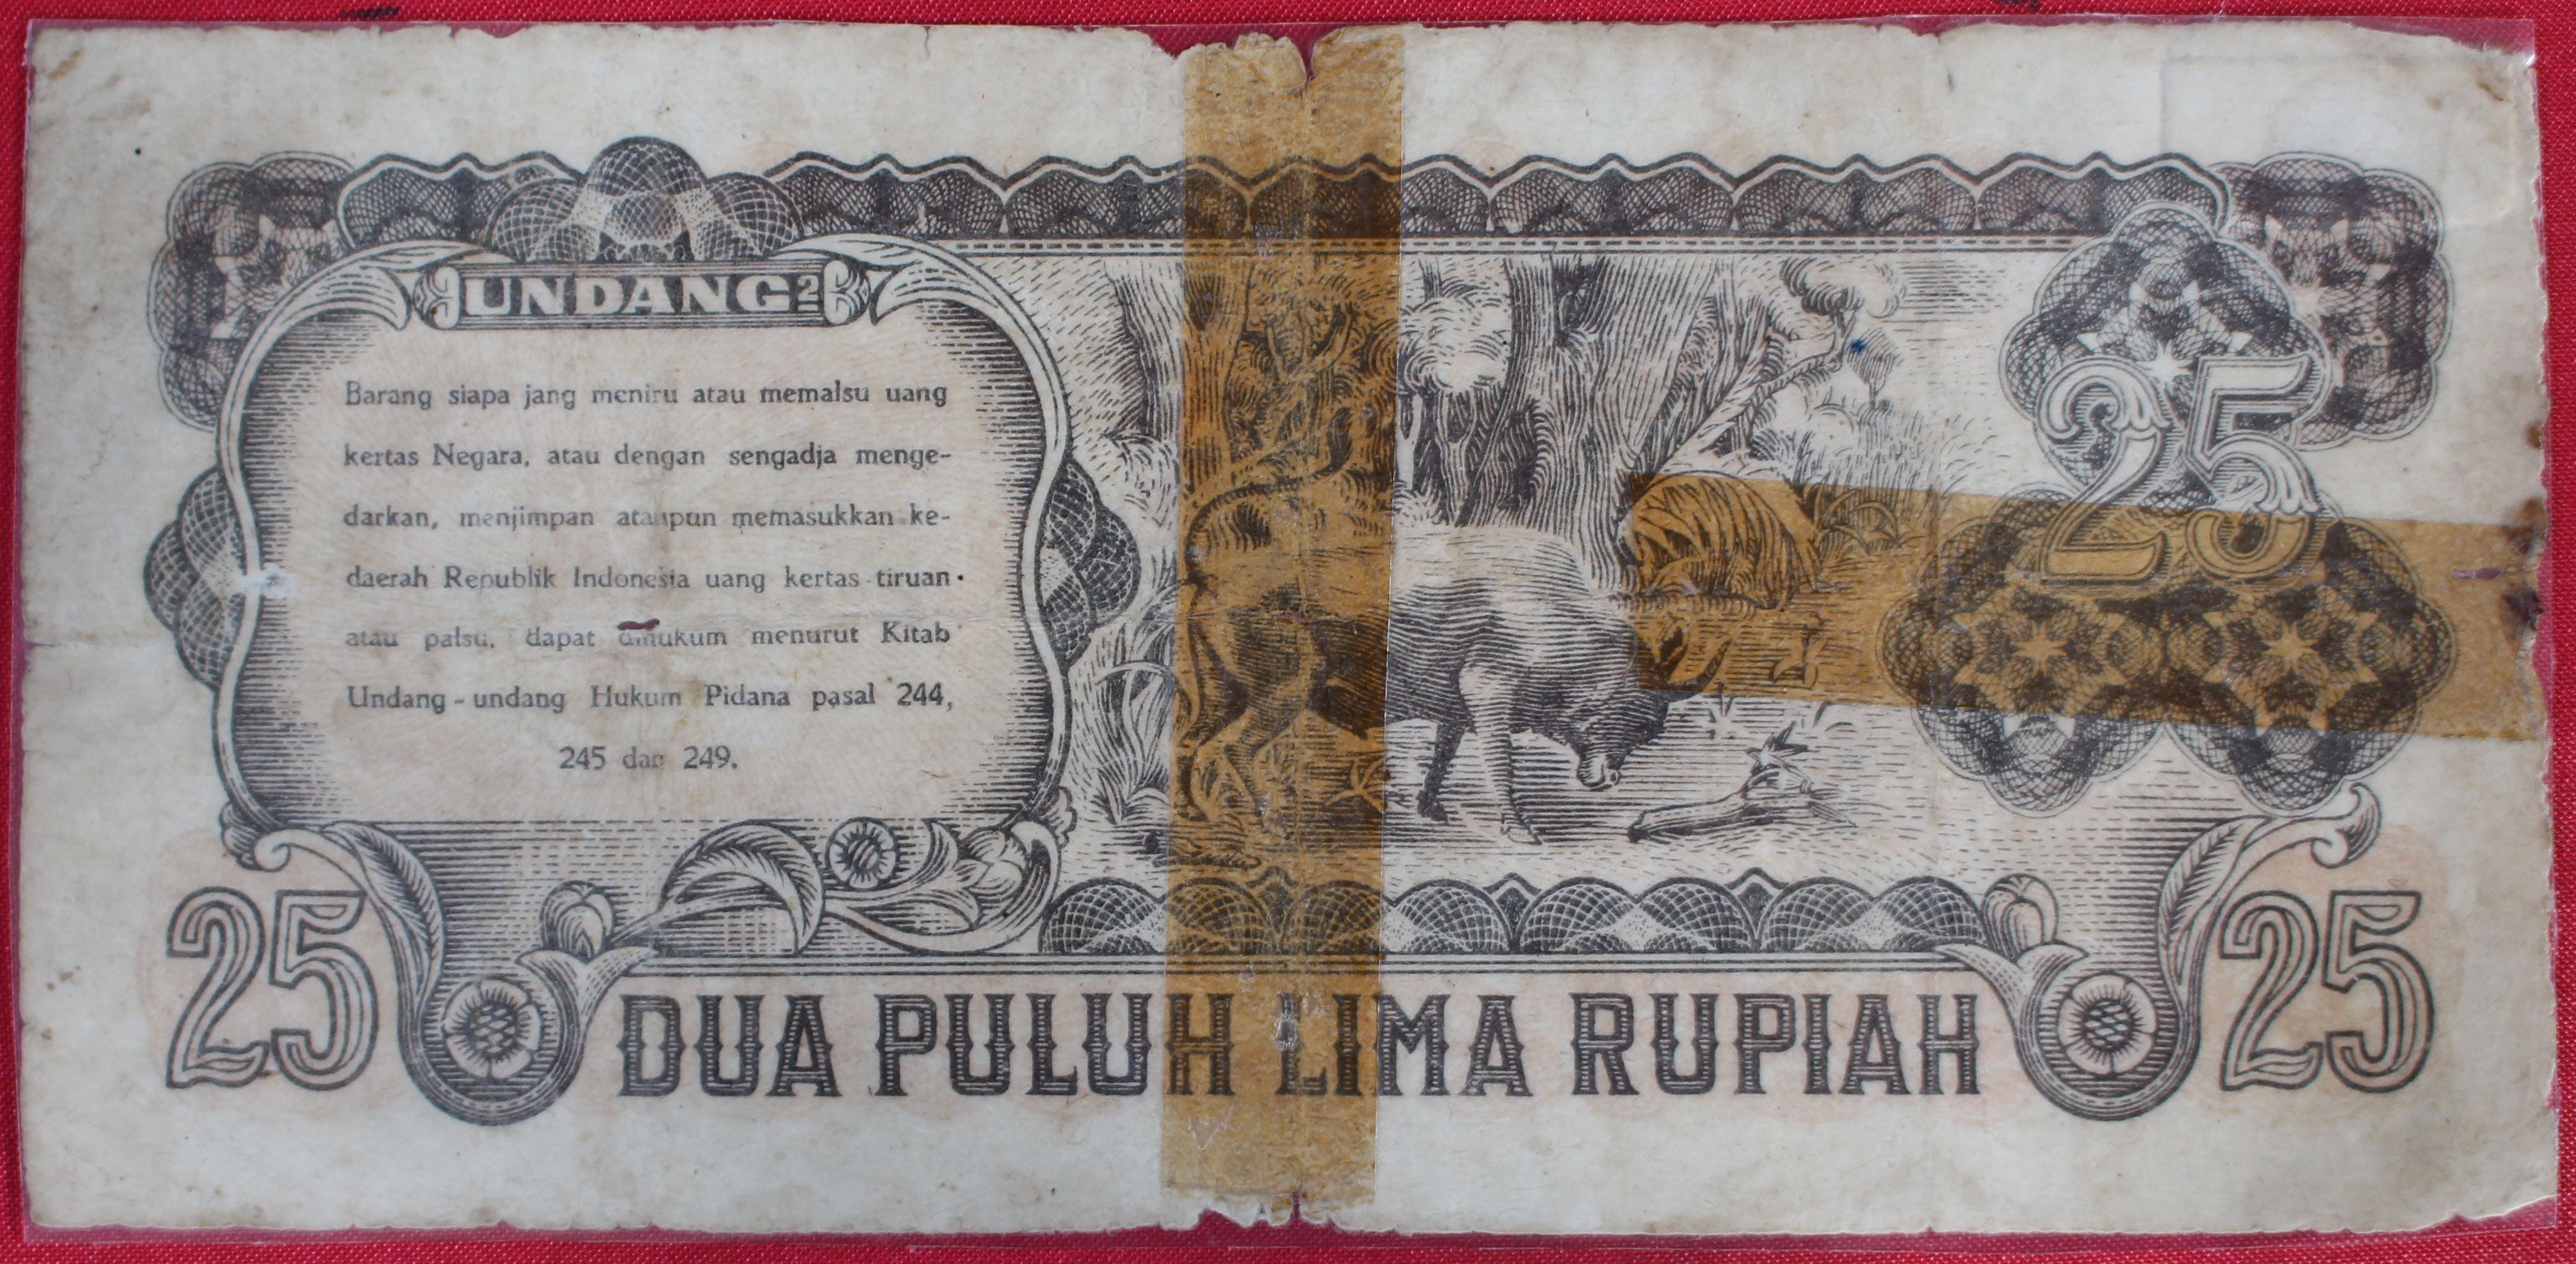 UNDANG2
Barang siapa jang meniru atau memalsu uang
kertas Negara, atau dengan sengadja menge-
darkan, menjimpan ataupun memasukkan ke-
daerah Republik Indonesia uang kertas tiruan
atau palsu, dapat dihukum menurut Kitab
Undang-undang Hukum Pidana pasal 244,
245 dan 249.
25
25
DUA PULUH LIMA RUPIAH
25